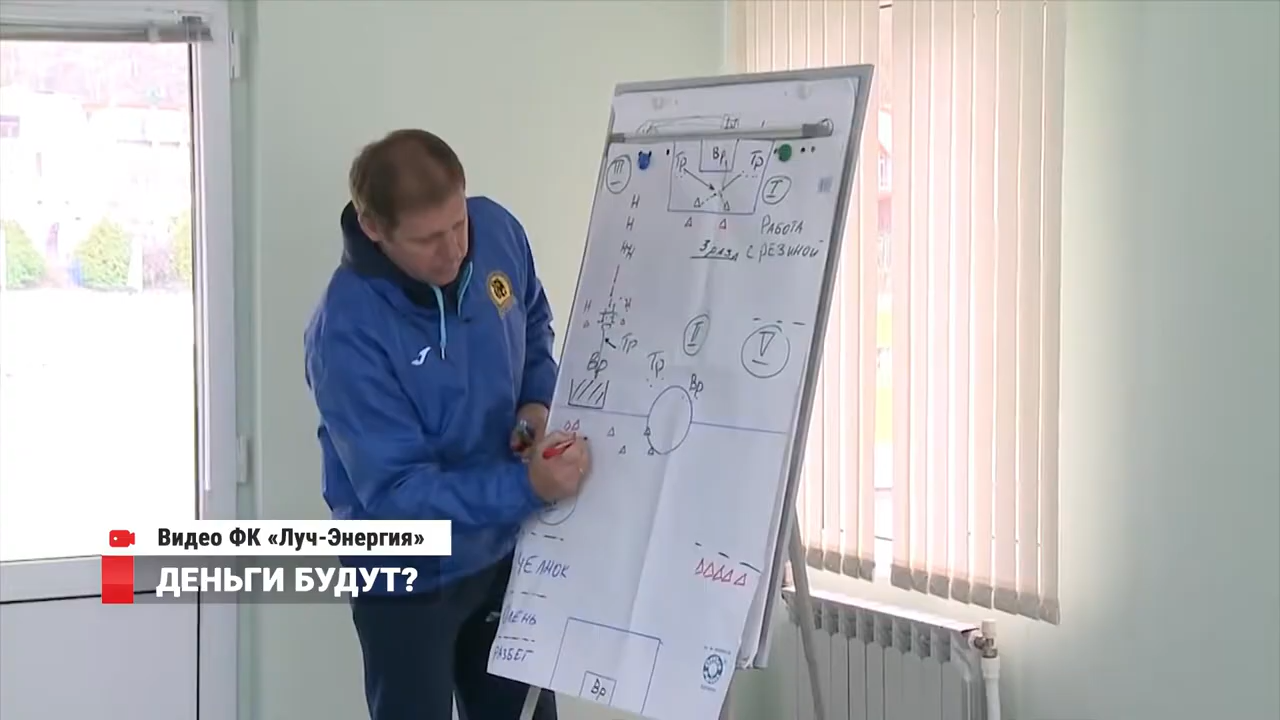 Вр
Тр
Тр
III
I
Н
Н
РАБОТА
3 раза с РЕЗИНОЙ
Н
Н
II
V
Тр
Тр
Вр
Вр
Видео ФК «Луч-Энергия»
ДЕНЬГИ БУДУТ?
ЧЕЛНОК
РАЗБЕГ
Вр